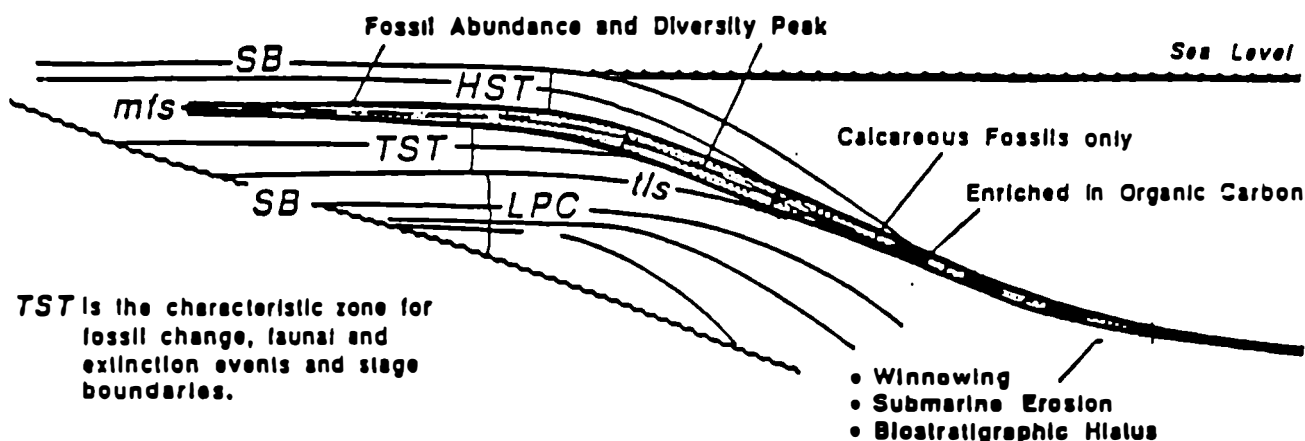 Fossil Abundance and Diversity Peak
Sea Level
SB
HST
mfs
Calcareous Fossils only
TST
tls
Enriched in Organic Carbon
SB
LPC
TST is the characteristic zone for
fossil change, faunal and
extinction events and stage
boundaries.
• Winnowing
• Submarine Erosion
• Biostratigraphic Hiatus